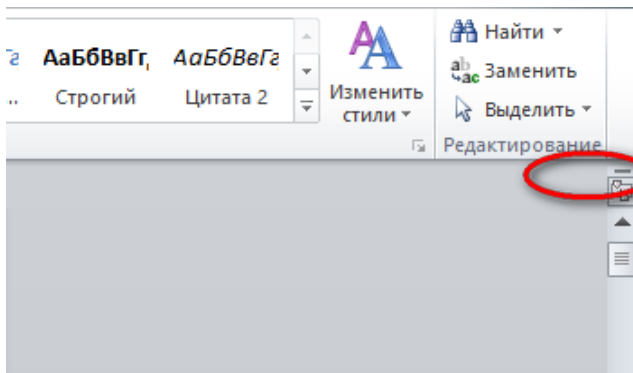 АаБбВвГг, АаБбВвГг
Строгий Цитата 2
Изменить
стили
Найти
Заменить
Выделить
Редактирование